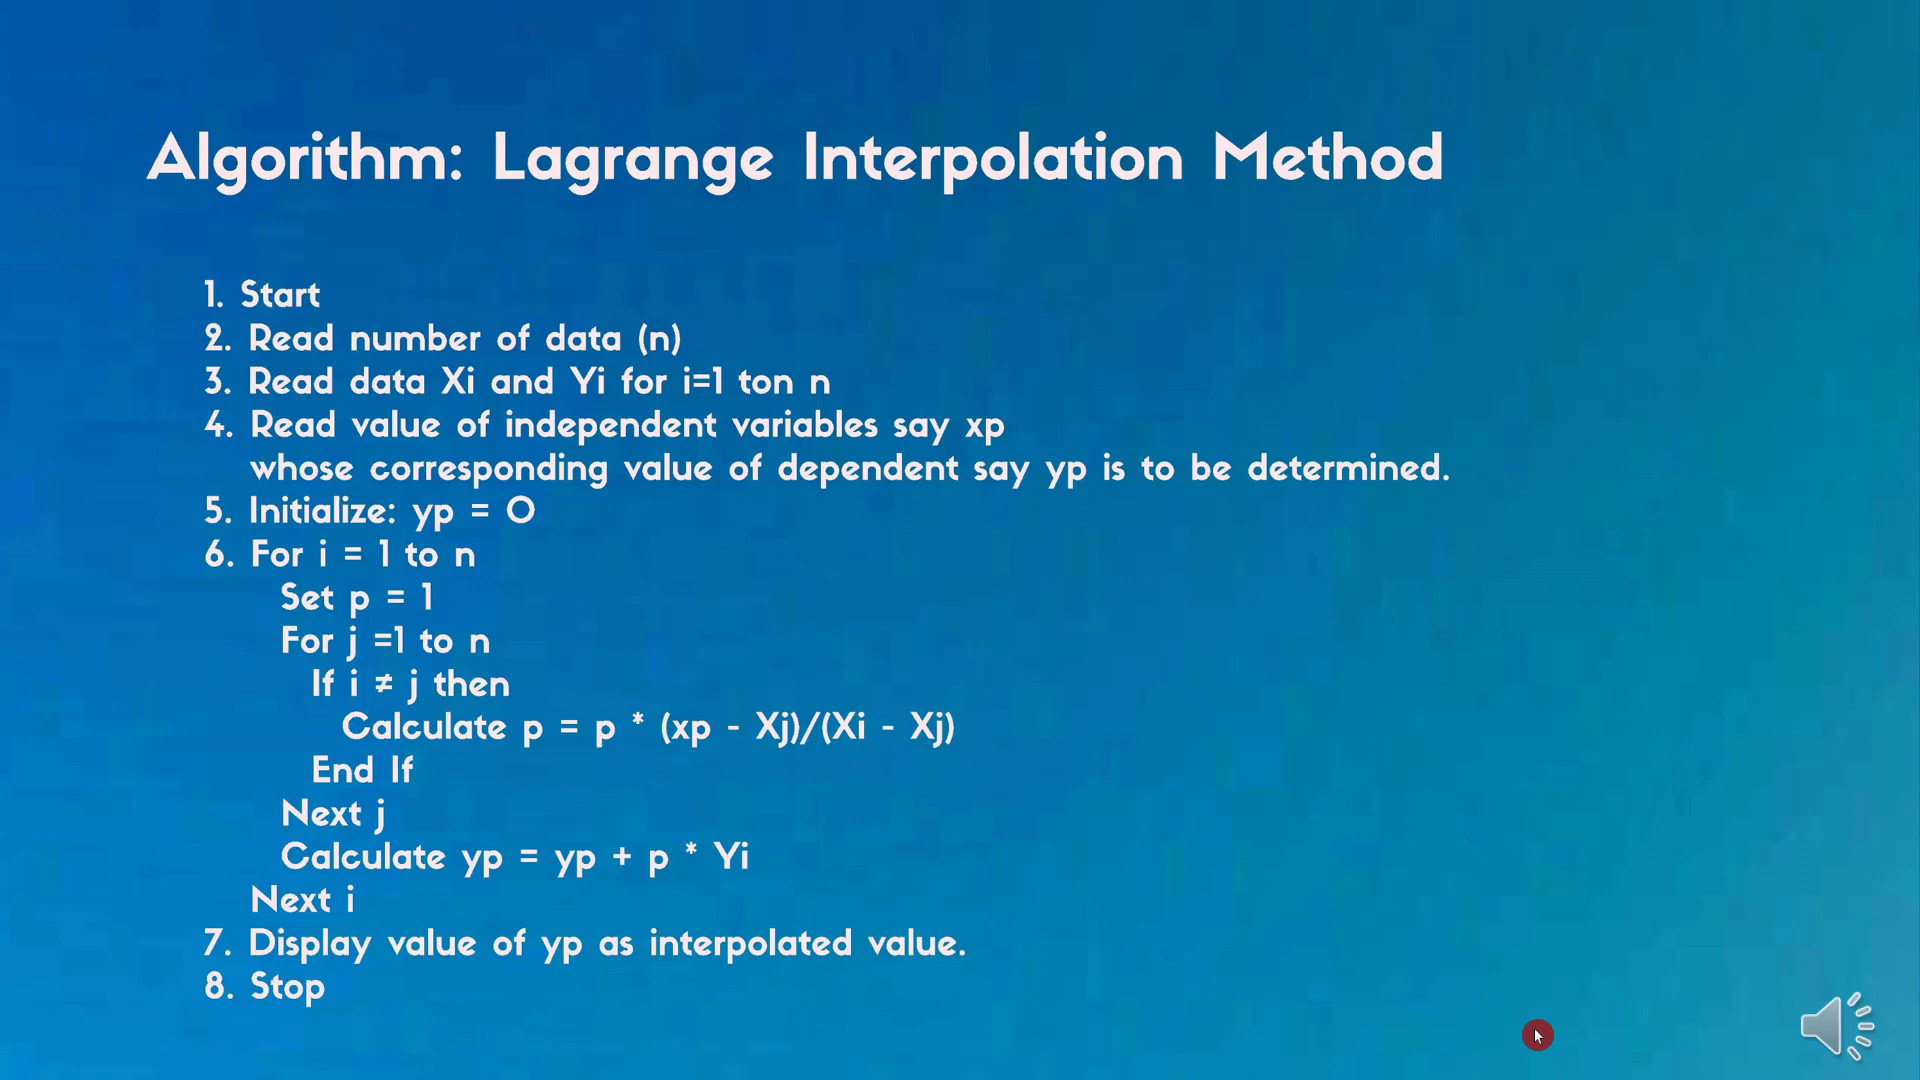 Algorithm: Lagrange Interpolation Method
1. Start
2. Read number of data (n)
3. Read data Xi and Yi for i=1 ton n
4. Read value of independent variables say xp
whose corresponding value of dependent say yp is to be determined.
5. Initialize: yp = 0
6. For i = 1 to n
Set p = 1
For j =1 to n
If i ≠ j then
Calculate p = p * (xp - Xj)/(Xi - Xj)
End If
Next j
Calculate yp = yp + p * Yi
Next i
7. Display value of yp as interpolated value.
8. Stop